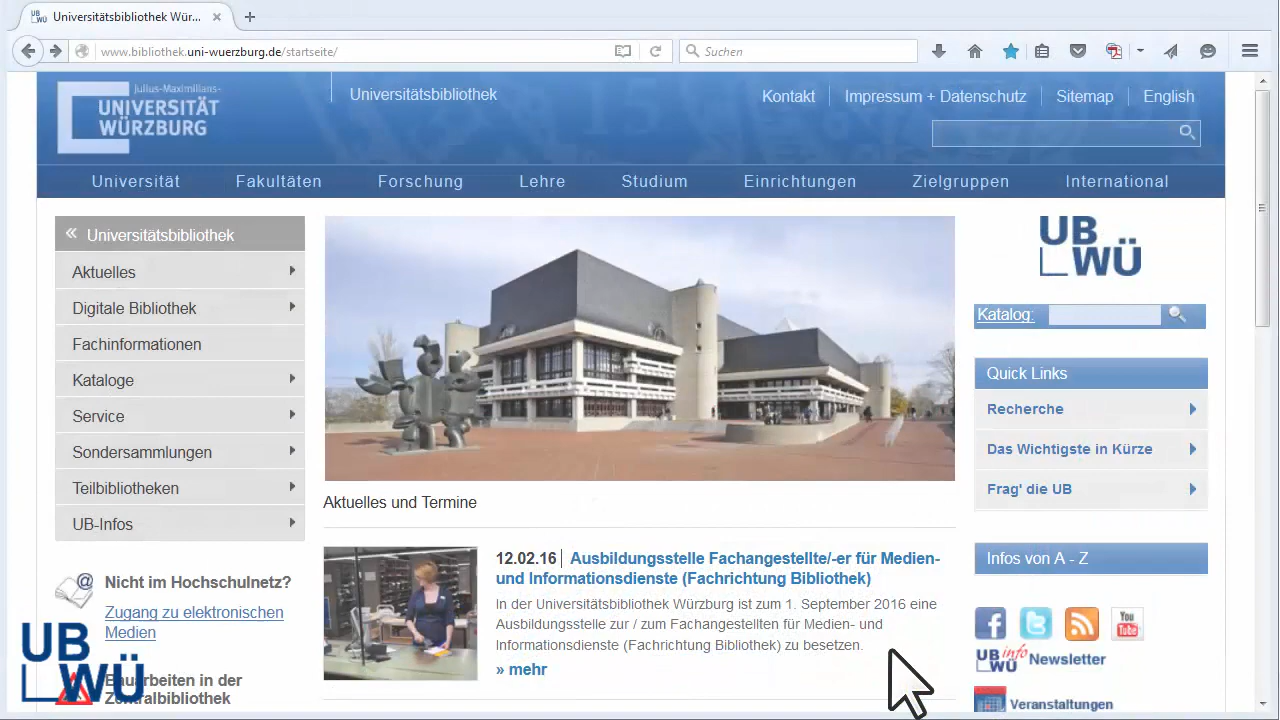 Universitätsbibliothek Wür...
www.bibliothek.uni-wuerzburg.de/startseite/
Suchen
Julius-Maximilians-
UNIVERSITÄT
WÜRZBURG
Universitätsbibliothek
Kontakt
Impressum + Datenschutz
Sitemap
English
Universität
Fakultäten
Forschung
Lehre
Studium
Einrichtungen
Zielgruppen
International
« Universitätsbibliothek
Aktuelles
Digitale Bibliothek
Fachinformationen
Kataloge
Service
Sondersammlungen
Teilbibliotheken
UB-Infos
Nicht im Hochschulnetz?
Zugang zu elektronischen
Medien
Bauarbeiten in der
Zentralbibliothek
UB
WÜ
Aktuelles und Termine
12.02.16 | Ausbildungsstelle Fachangestellte/-er für Medien-
und Informationsdienste (Fachrichtung Bibliothek)
In der Universitätsbibliothek Würzburg ist zum 1. September 2016 eine
Ausbildungsstelle zur / zum Fachangestellten für Medien- und
Informationsdienste (Fachrichtung Bibliothek) zu besetzen.
» mehr
UB
WÜ
Katalog:
Quick Links
Recherche
Das Wichtigste in Kürze
Frag' die UB
Infos von A - Z
You
Tube
UB info
WÜ Newsletter
Veranstaltungen